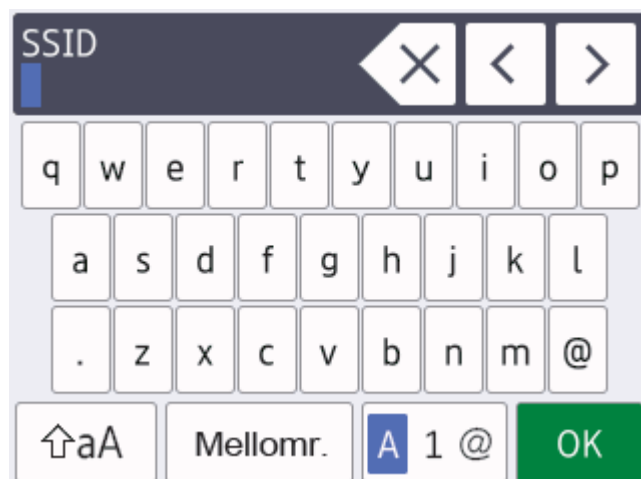 SSID
q w e r t y u i o p
a s d f g h j k l
. z x c v b n m @
aA Mellomr. A 1 @ OK